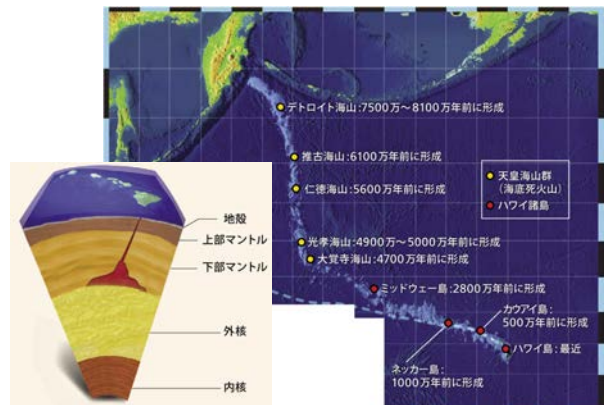 デトロイト海山：7500万～8100万年前に形成
推古海山：6100万年前に形成
仁徳海山：5600万年前に形成
天皇海山群
（海底死火山）
ハワイ諸島
光孝海山：4900万～5000万年前に形成
大覚寺海山：4700万年前に形成
ミッドウェー島：2800万年前に形成
カウアイ島：
500万年前に形成
ハワイ島：最近
ネッカー島：
1000万年前に形成
地殻
上部マントル
下部マントル
外核
内核